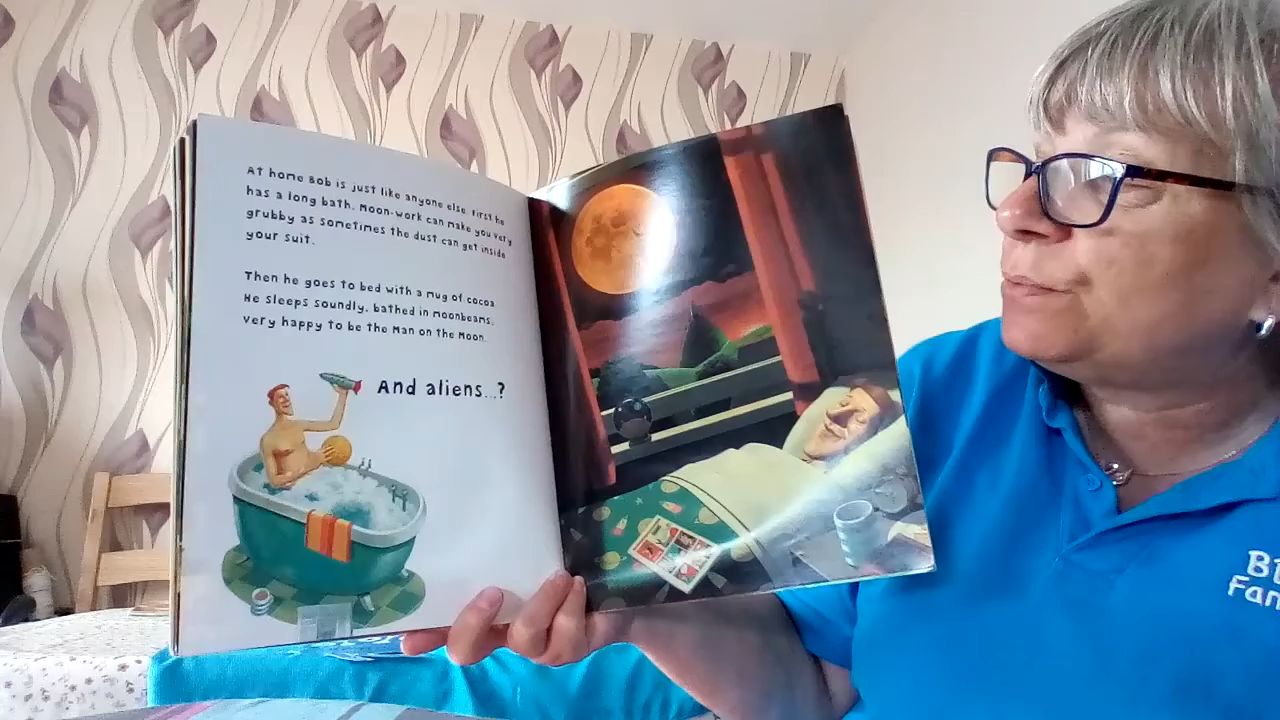 At home Bob is just like anyone else. First he
has a long bath. Moon-work can make you very
grubby as sometimes the dust can get inside
your suit.
Then he goes to bed with a mug of cocoa
He sleeps soundly, bathed in moonbeams,
very happy to be the Man on the Moon.
And aliens...?